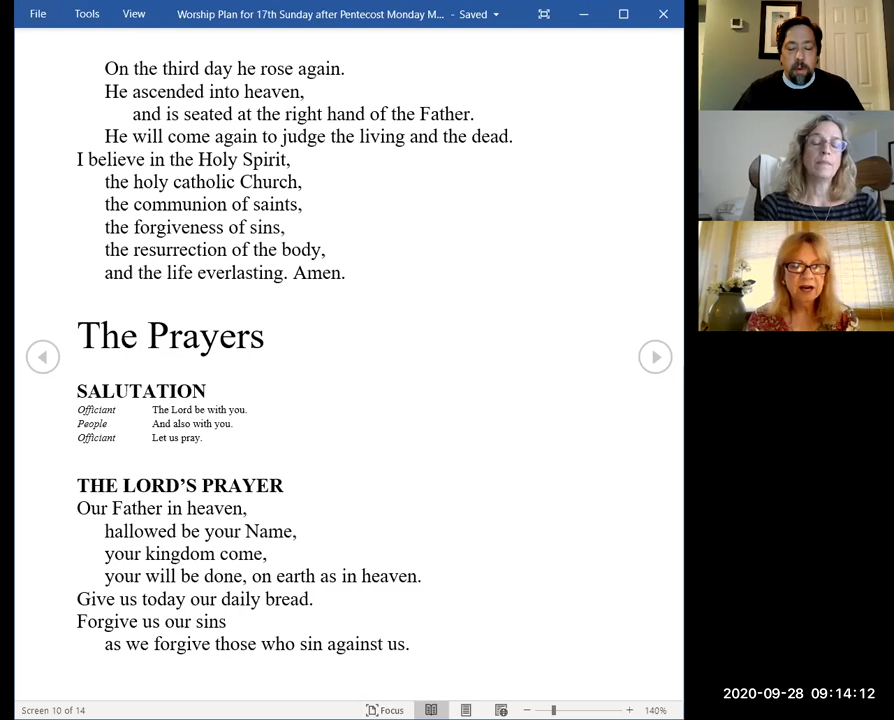 File Tools View Worship Plan for 17th Sunday after Pentecost Monday M... - Saved
On the third day he rose again.
He ascended into heaven,
and is seated at the right hand of the Father.
He will come again to judge the living and the dead.
I believe in the Holy Spirit,
the holy catholic Church,
the communion of saints,
the forgiveness of sins,
the resurrection of the body,
and the life everlasting. Amen.
The Prayers
SALUTATION
Officiant The Lord be with you.
People And also with you.
Officiant Let us pray.
THE LORD’S PRAYER
Our Father in heaven,
hallowed be your Name,
your kingdom come,
your will be done, on earth as in heaven.
Give us today our daily bread.
Forgive us our sins
as we forgive those who sin against us.
Screen 10 of 14 Focus 140%
2020-09-28 09:14:12